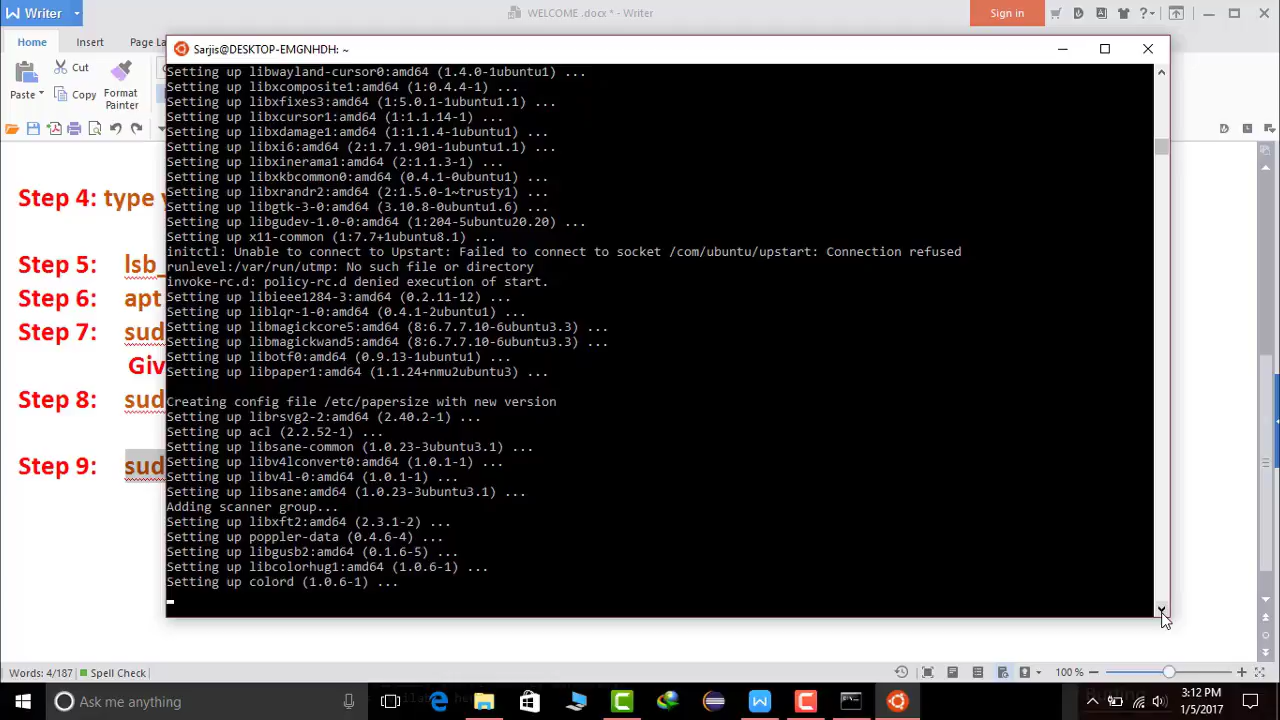 Writer
WELCOME .docx * - Writer
Sign in
Home
Insert
Page La
Cut
Paste
Copy
Format
Painter
Sarjis@DESKTOP-EMGNHDH: ~
Setting up libwayland-cursor0:amd64 (1.4.0-1ubuntu1) ...
Setting up libxcomposite1:amd64 (1:0.4.4-1) ...
Setting up libxfixes3:amd64 (1:5.0.1-1ubuntu1.1) ...
Setting up libxcursor1:amd64 (1:1.1.14-1) ...
Setting up libxdamage1:amd64 (1:1.1.4-1ubuntu1) ...
Setting up libxi6:amd64 (2:1.7.1.901-1ubuntu1.1) ...
Setting up libxinerama1:amd64 (2:1.1.3-1) ...
Setting up libxkbcommon0:amd64 (0.4.1-0ubuntu1) ...
Setting up libxrandr2:amd64 (2:1.5.0-1~trusty1) ...
Setting up libgtk-3-0:amd64 (3.10.8-0ubuntu1.6) ...
Setting up libgudev-1.0-0:amd64 (1:204-5ubuntu20.20) ...
Setting up x11-common (1:7.7+1ubuntu8.1) ...
initctl: Unable to connect to Upstart: Failed to connect to socket /com/ubuntu/upstart: Connection refused
runlevel:/var/run/utmp: No such file or directory
invoke-rc.d: policy-rc.d denied execution of start.
Setting up libieee1284-3:amd64 (0.2.11-12) ...
Setting up liblqr-1-0:amd64 (0.4.1-2ubuntu1) ...
Setting up libmagickcore5:amd64 (8:6.7.7.10-6ubuntu3.3) ...
Setting up libmagickwand5:amd64 (8:6.7.7.10-6ubuntu3.3) ...
Setting up libotf0:amd64 (0.9.13-1ubuntu1) ...
Setting up libpaper1:amd64 (1.1.24+nmu2ubuntu3) ...
Creating config file /etc/papersize with new version
Setting up librsvg2-2:amd64 (2.40.2-1) ...
Setting up acl (2.2.52-1) ...
Setting up libsane-common (1.0.23-3ubuntu3.1) ...
Setting up libv4lconvert0:amd64 (1.0.1-1) ...
Setting up libv4l-0:amd64 (1.0.1-1) ...
Setting up libsane:amd64 (1.0.23-3ubuntu3.1) ...
Adding scanner group...
Setting up libxft2:amd64 (2.3.1-2) ...
Setting up poppler-data (0.4.6-4) ...
Setting up libgusb2:amd64 (0.1.6-5) ...
Setting up libcolorhug1:amd64 (1.0.6-1) ...
Setting up colord (1.0.6-1) ...
Step 4: type y
Step 5: lsb_
Step 6: apt
Step 7: sud
Giv
Step 8: sud
Step 9: sud
Words: 4/187
Spell Check
100 %
Ask me anything
3:12 PM
1/5/2017